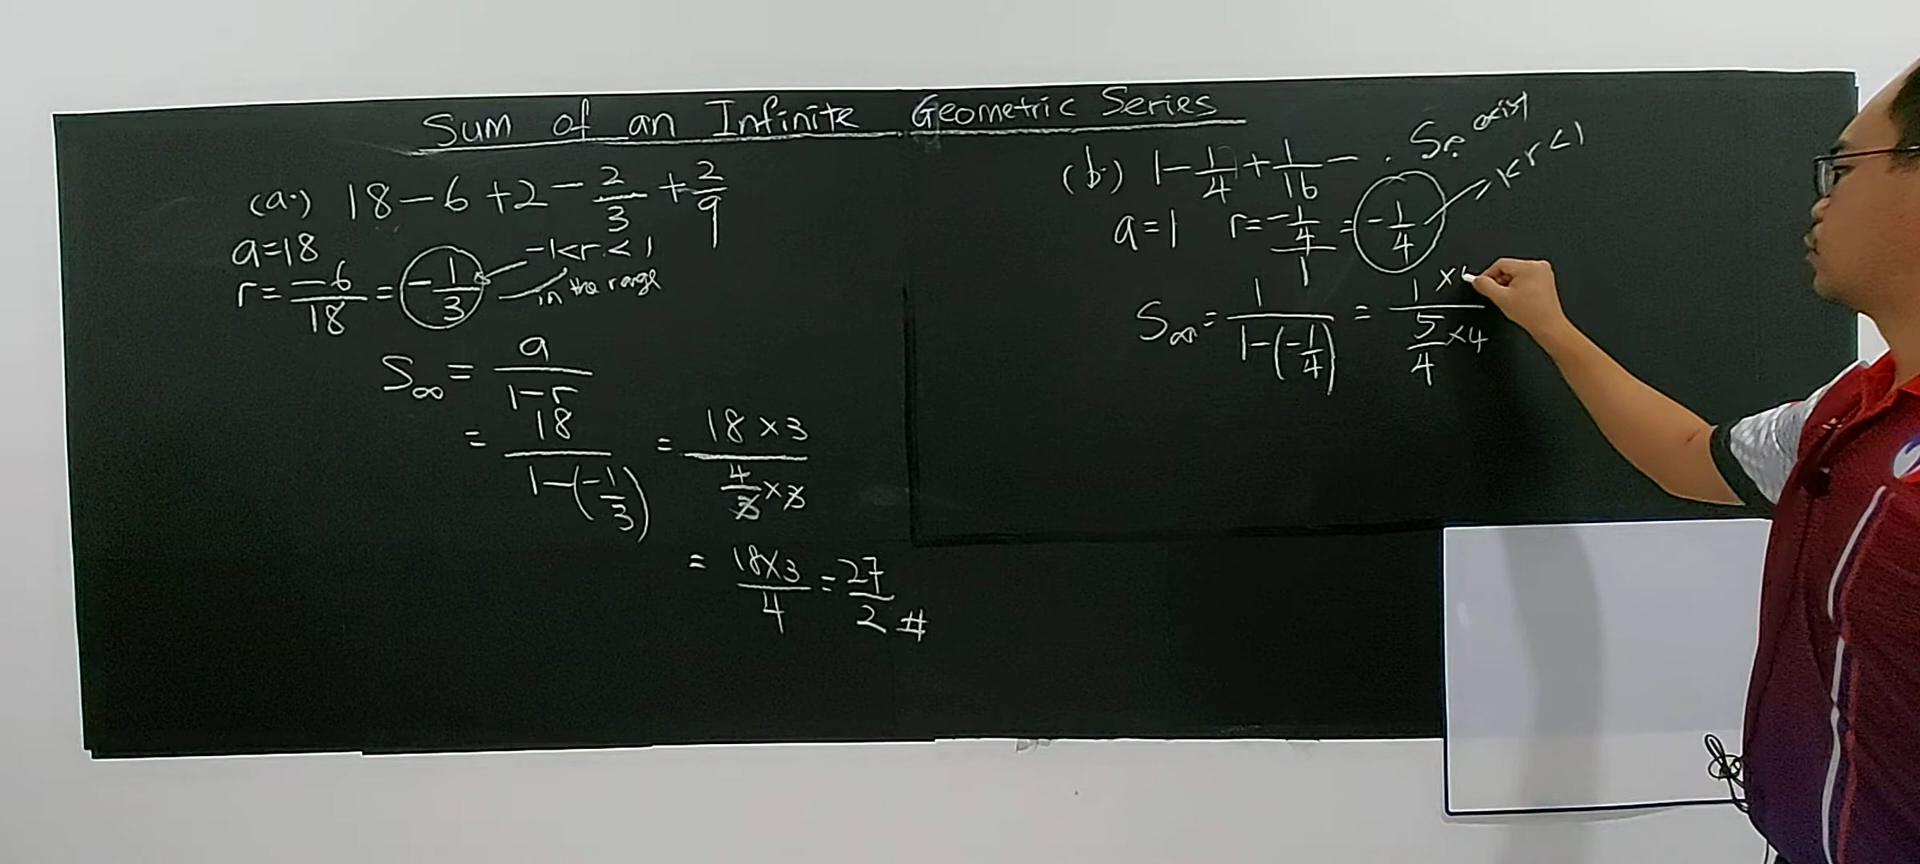 Sum of an Infinite Geometric Series
(a.) 18 - 6 + 2 - 2/3 + 2/9
a = 18
r = -6/18 = -1/3
-1 < r < 1
in the range
S∞ = a/(1-r)
= 18/(1-(-1/3)) = (18 × 3)/(4/3 × 3)
= (18×3)/4 = 27/2 #
(b.) 1 - 1/4 + 1/16 - .
exist
a = 1 r = (-1/4)/1 = -1/4
1 < r < 1
S∞ = 1/(1-(-1/4)) = (1 ×)/(5/4 × 4)